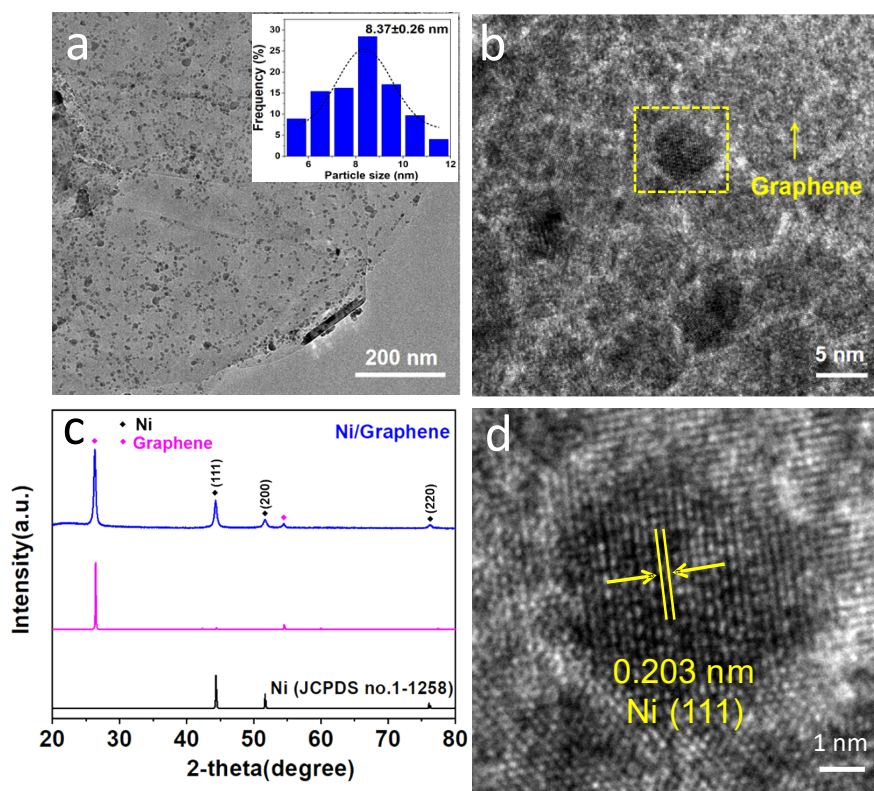 a
8.37±0.26 nm
Frequency (%)
30
25
20
15
10
5
0
6 8 10 12
Particle size (nm)
200 nm
b
Graphene
5 nm
c
Ni
Graphene
Ni/Graphene
(111)
(200)
(220)
Intensity(a.u.)
Ni (JCPDS no.1-1258)
20 30 40 50 60 70 80
2-theta(degree)
d
0.203 nm
Ni (111)
1 nm